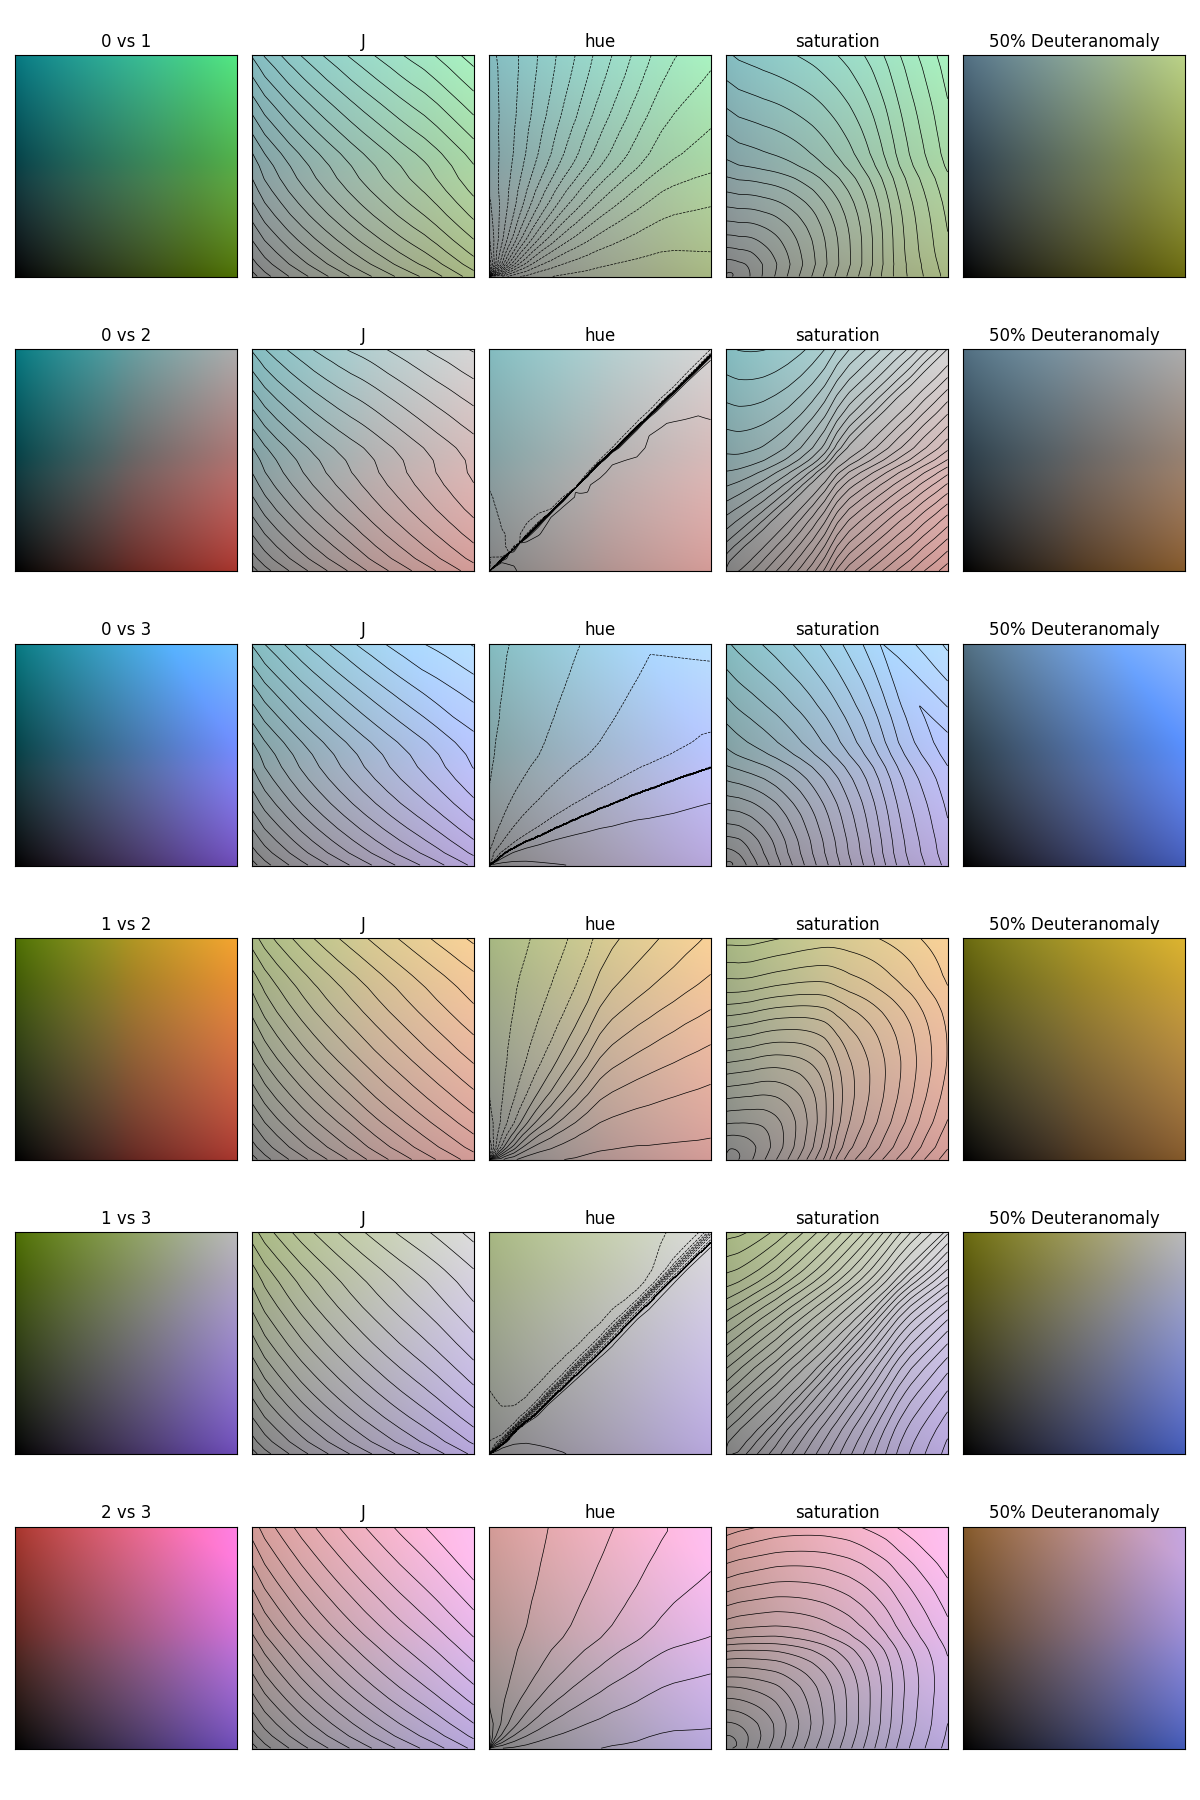 0 vs 1 J hue saturation 50% Deuteranomaly
0 vs 2 J hue saturation 50% Deuteranomaly
0 vs 3 J hue saturation 50% Deuteranomaly
1 vs 2 J hue saturation 50% Deuteranomaly
1 vs 3 J hue saturation 50% Deuteranomaly
2 vs 3 J hue saturation 50% Deuteranomaly